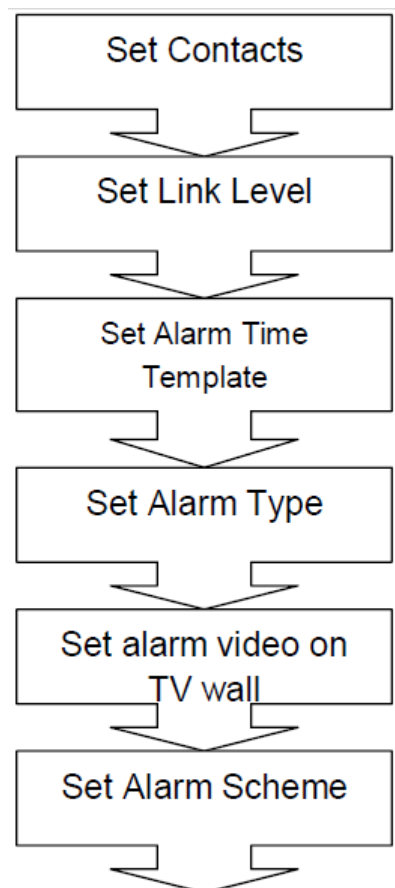 Set Contacts
Set Link Level
Set Alarm Time
Template
Set Alarm Type
Set alarm video on
TV wall
Set Alarm Scheme